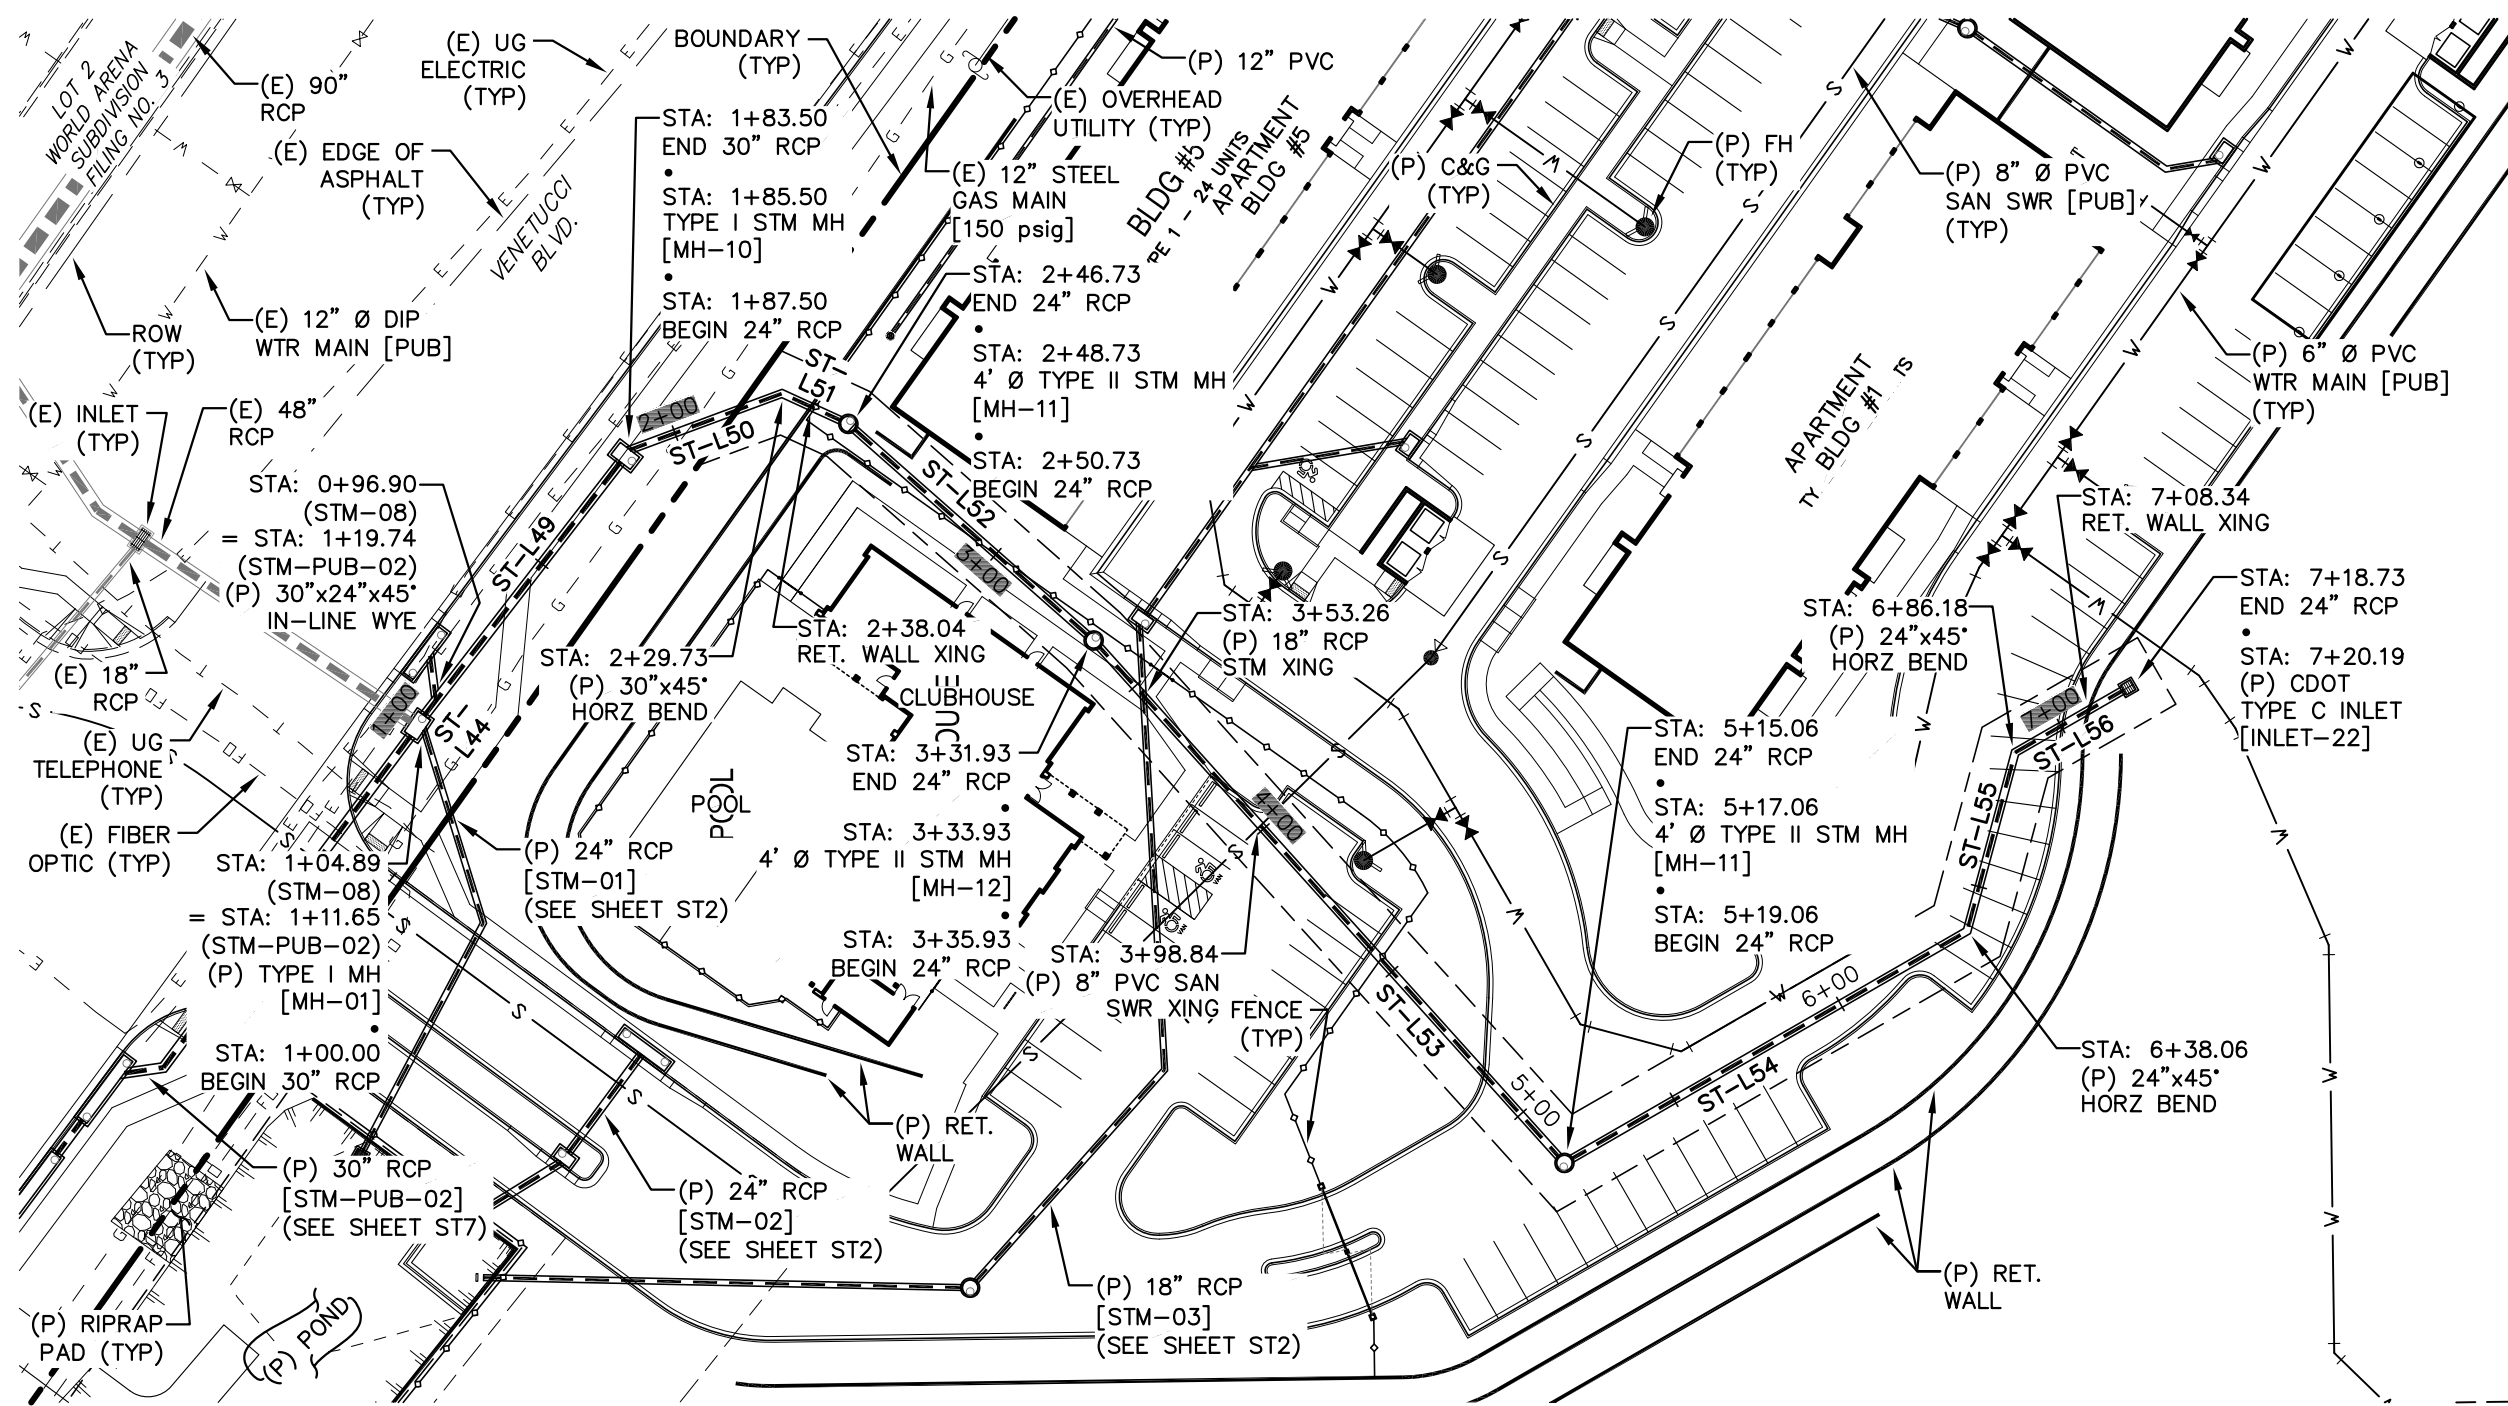 LOT 2
WORLD ARENA
SUBDIVISION
FILING NO. 3
(E) 90"
RCP
(E) UG
ELECTRIC
(TYP)
BOUNDARY
(TYP)
(P) 12" PVC
(E) OVERHEAD
UTILITY (TYP)
(E) EDGE OF
ASPHALT
(TYP)
VENETUCCI
BLVD.
STA: 1+83.50
END 30" RCP
•
STA: 1+85.50
TYPE I STM MH
[MH-10]
•
STA: 1+87.50
BEGIN 24" RCP
(E) 12" STEEL
GAS MAIN
[150 psig]
BLDG #5
PE 1 - 24 UNITS
APARTMENT
BLDG #5
(P) C&G
(TYP)
(P) FH
(TYP)
(P) 8" Ø PVC
SAN SWR [PUB]
(TYP)
ROW
(TYP)
(E) 12" Ø DIP
WTR MAIN [PUB]
STA: 2+46.73
END 24" RCP
•
STA: 2+48.73
4' Ø TYPE II STM MH
[MH-11]
•
STA: 2+50.73
BEGIN 24" RCP
(P) 6" Ø PVC
WTR MAIN [PUB]
(TYP)
APARTMENT
BLDG #1
TS
TY
(E) INLET
(TYP)
(E) 48"
RCP
2+00
ST-L50
ST-
L51
ST-L52
ST-L49
3+00
STA: 0+96.90
(STM-08)
= STA: 1+19.74
(STM-PUB-02)
(P) 30"x24"x45°
IN-LINE WYE
STA: 7+08.34
RET. WALL XING
STA: 7+18.73
END 24" RCP
•
STA: 7+20.19
(P) CDOT
TYPE C INLET
[INLET-22]
STA: 6+86.18
(P) 24"x45°
HORZ BEND
STA: 3+53.26
(P) 18" RCP
STM XING
STA: 2+38.04
RET. WALL XING
STA: 2+29.73
(P) 30"x45°
HORZ BEND
CLUBHOUSE
(E) 18"
RCP
1+00
ST-
L44
7+00
ST-L56
ST-L55
(E) UG
TELEPHONE
(TYP)
(E) FIBER
OPTIC (TYP)
POOL
POOL
STA: 3+31.93
END 24" RCP
•
STA: 3+33.93
4' Ø TYPE II STM MH
[MH-12]
•
STA: 3+35.93
BEGIN 24" RCP
4+00
VAN
VAN
STA: 5+15.06
END 24" RCP
•
STA: 5+17.06
4' Ø TYPE II STM MH
[MH-11]
•
STA: 5+19.06
BEGIN 24" RCP
STA: 1+04.89
(STM-08)
= STA: 1+11.65
(STM-PUB-02)
(P) TYPE I MH
[MH-01]
•
STA: 1+00.00
BEGIN 30" RCP
(P) 24" RCP
[STM-01]
(SEE SHEET ST2)
STA: 3+98.84
(P) 8" PVC SAN
SWR XING
FENCE
(TYP)
ST-L53
6+00
5+00
ST-L54
STA: 6+38.06
(P) 24"x45°
HORZ BEND
(P) RET.
WALL
(P) 30" RCP
[STM-PUB-02]
(SEE SHEET ST7)
(P) 24" RCP
[STM-02]
(SEE SHEET ST2)
(P) 18" RCP
[STM-03]
(SEE SHEET ST2)
(P) RET.
WALL
(P) RIPRAP
PAD (TYP)
(P) POND